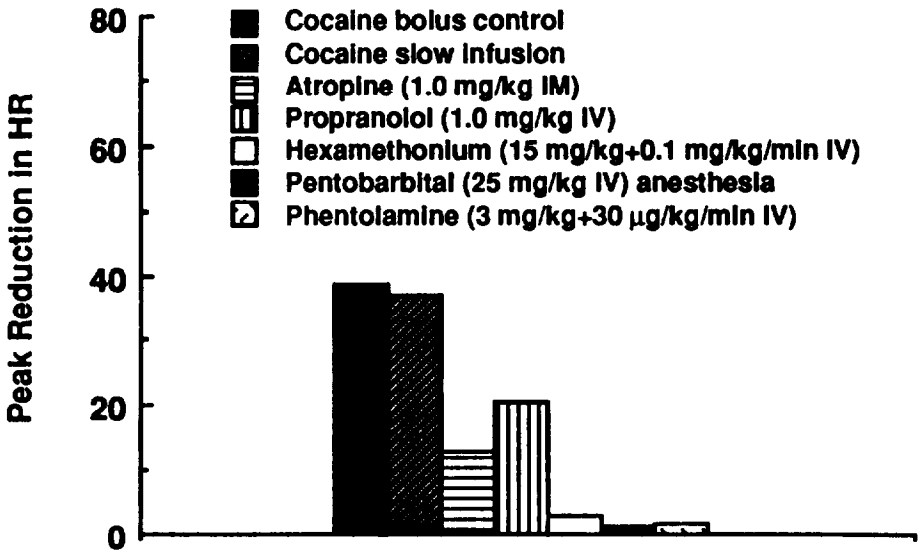 80
60
40
20
0
Peak Reduction in HR
Cocaine bolus control
Cocaine slow infusion
Atropine (1.0 mg/kg IM)
Propranolol (1.0 mg/kg IV)
Hexamethonium (15 mg/kg+0.1 mg/kg/min IV)
Pentobarbital (25 mg/kg IV) anesthesia
Phentolamine (3 mg/kg+30 μg/kg/min IV)